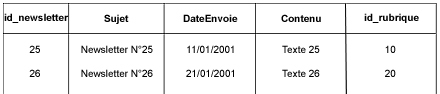 id_newsletter Sujet DateEnvoie Contenu id_rubrique
25 Newsletter N°25 11/01/2001 Texte 25 10
26 Newsletter N°26 21/01/2001 Texte 26 20